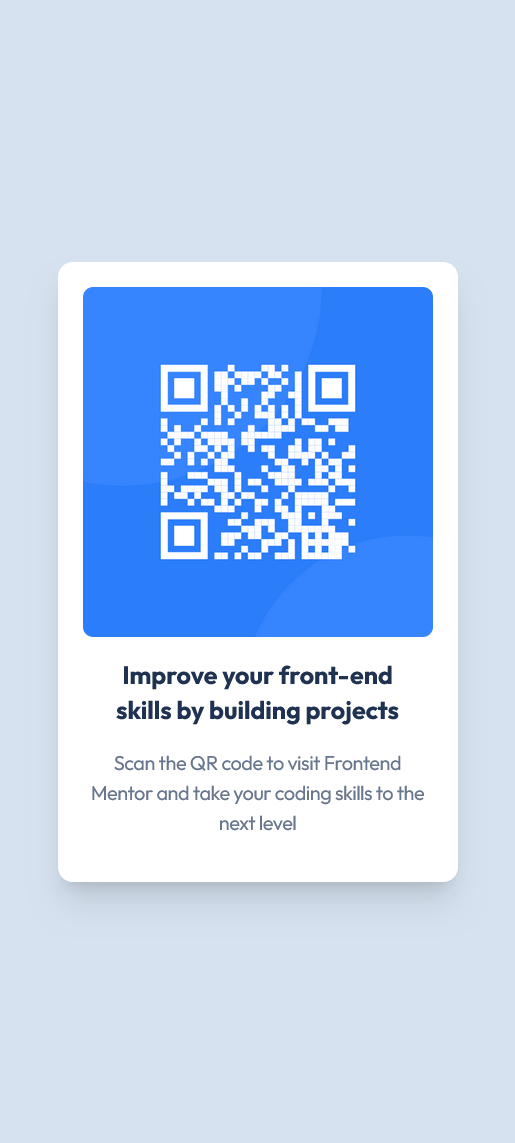 Improve your front-end
skills by building projects
Scan the QR code to visit Frontend
Mentor and take your coding skills to the
next level